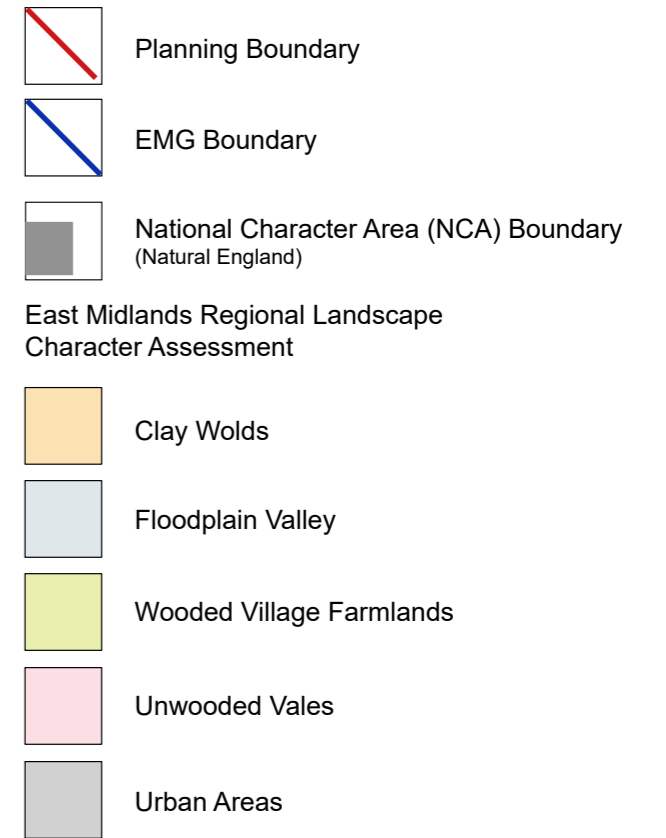 Planning Boundary
EMG Boundary
National Character Area (NCA) Boundary
(Natural England)
East Midlands Regional Landscape
Character Assessment
Clay Wolds
Floodplain Valley
Wooded Village Farmlands
Unwooded Vales
Urban Areas